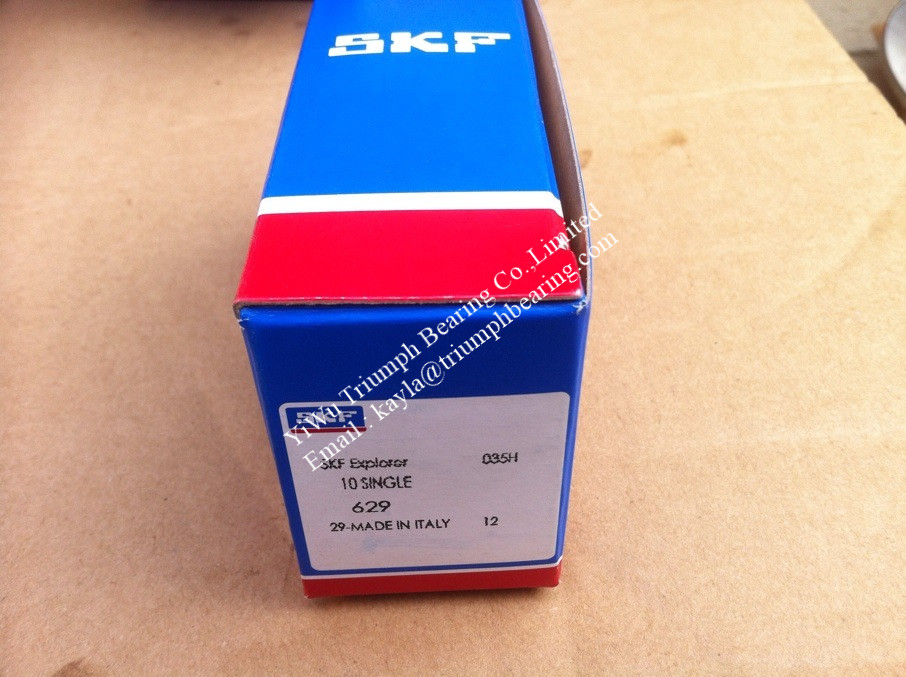 SKF
YiWu Triumph Bearing Co.,Limited
Email : kayla@triumphbearing.com
SKF
SKF Explorer 035H
10 SINGLE
629
29-MADE IN ITALY 12